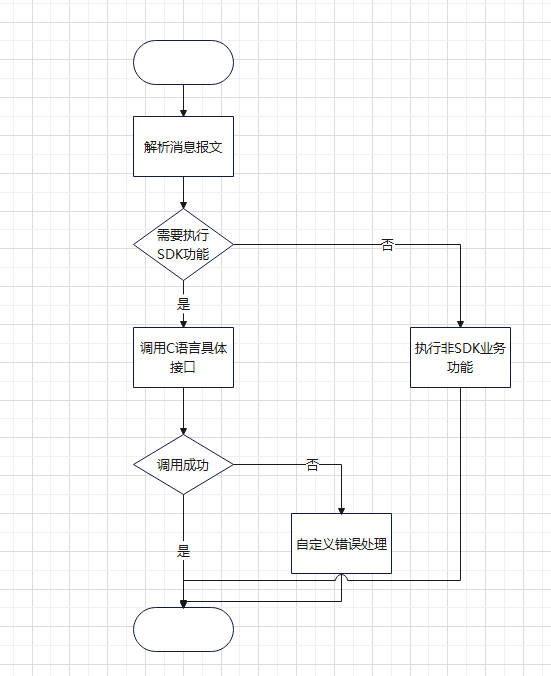 解析消息报文
需要执行
SDK功能
否
是
调用C语言具体
接口
执行非SDK业务
功能
调用成功
否
自定义错误处理
是